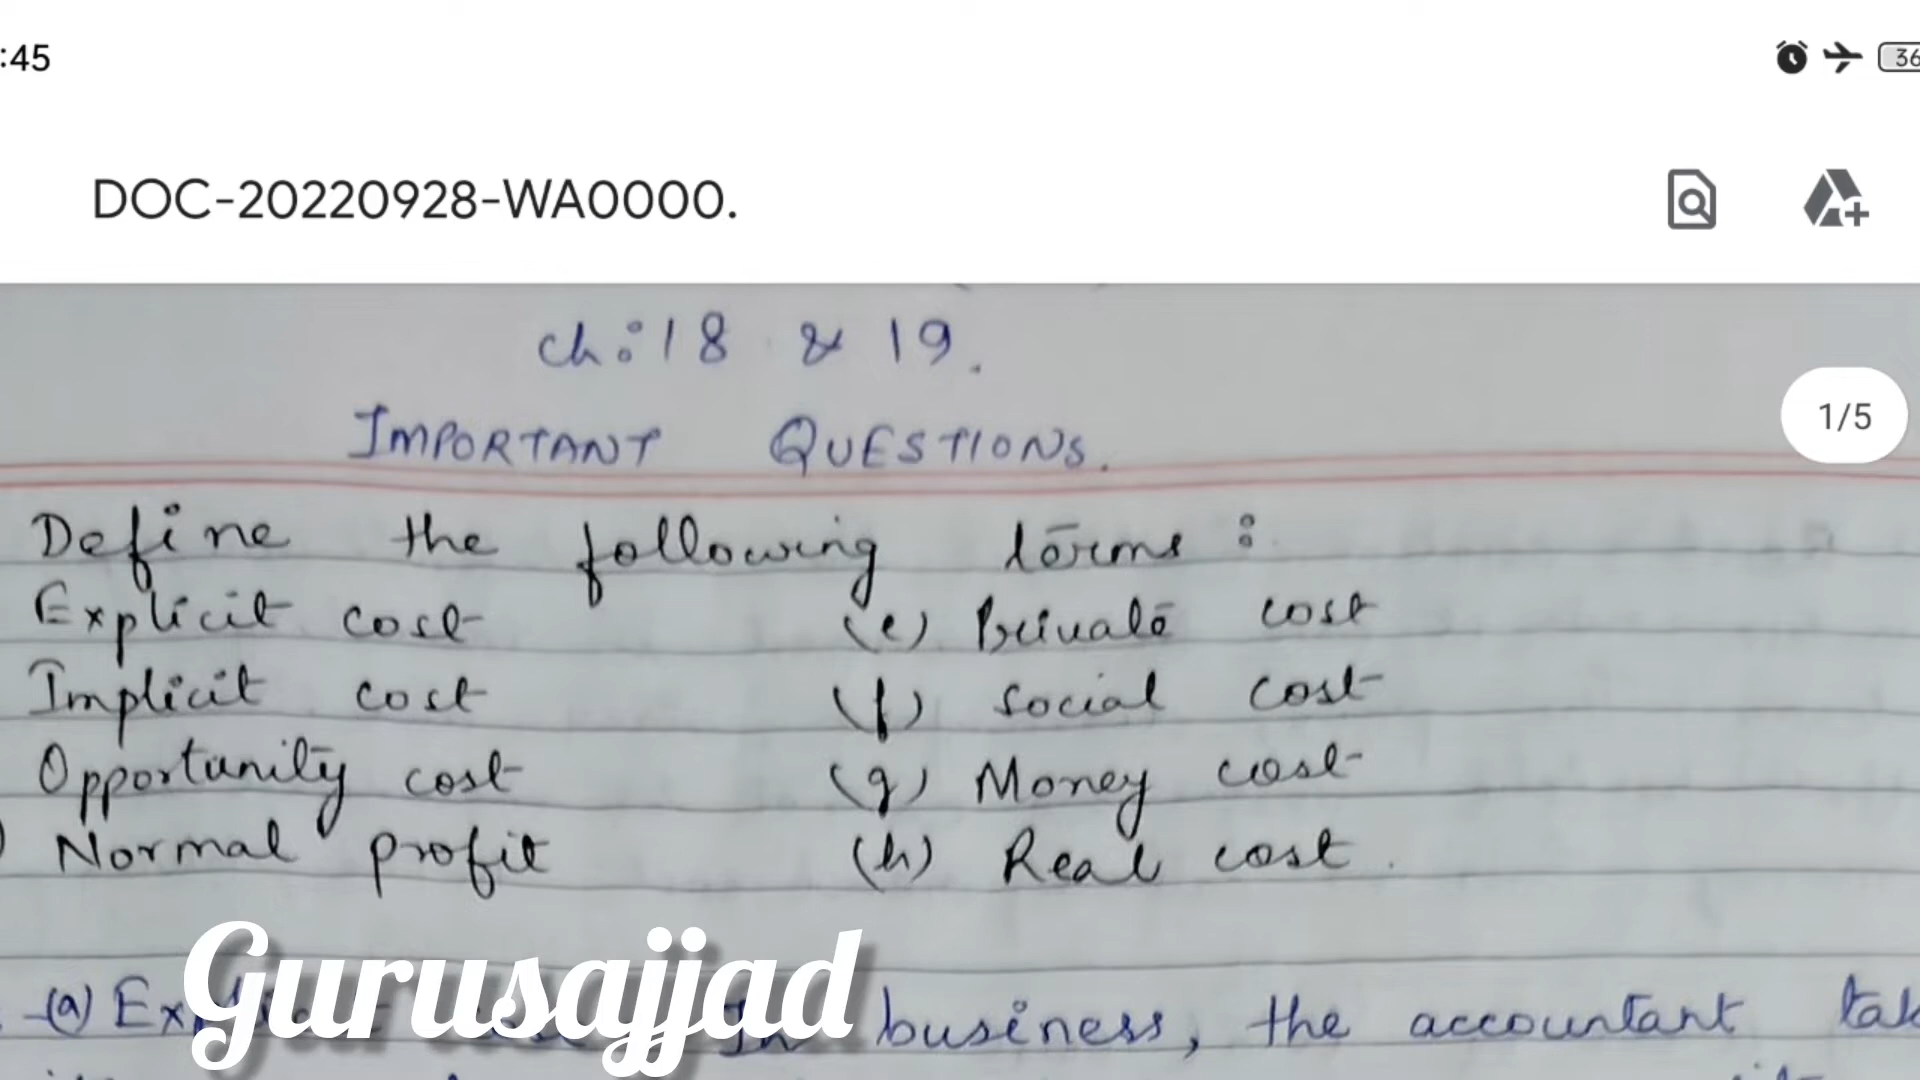 :45
36
DOC-20220928-WA0000.
ch:18 & 19.
1/5
IMPORTANT QUESTIONS.
Define the following terms :
Explicit cost (e) Private cost
Implicit cost (f) Social cost
Opportunity cost (g) Money cost
Normal profit (h) Real cost.
Gurusajjad
(a) business, the accountant